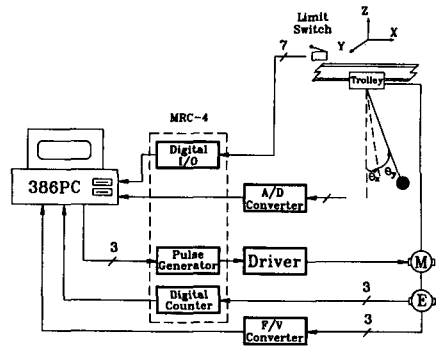 Limit
Switch
Z
X
Y
7
Trolley
MRC-4
Digital
I/O
386PC
A/D
Converter
θx
θy
3
Pulse
Generator
Driver
M
Digital
Counter
3
E
F/V
Converter
3